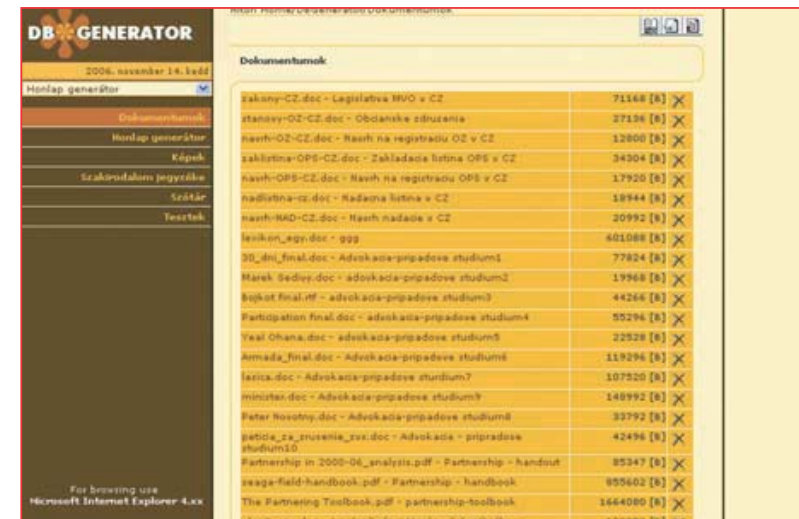 DB GENERATOR
2006. november 14. kedd
Honlap generátor
Dokumentumok
Honlap generátor
Képek
Szakirodalom jegyzéke
Szótár
Tesztek
For browsing use
Microsoft Internet Explorer 4.xx
Dokumentumok
zakony-CZ.doc - Legislativa MVO v CZ 71168 [B]
stanovy-OZ-CZ.doc - Obcianske zdruzenia 27136 [B]
navrh-OZ-CZ.doc - Navrh na registraciu OZ v CZ 12800 [B]
zaklistina-OPS-CZ.doc - Zakladacia listina OPS v CZ 34304 [B]
navrh-OPS-CZ.doc - Navrh na registraciu OPS v CZ 17920 [B]
nadlistina-cz.doc - Nadacna listina v CZ 18944 [B]
navrh-NAD-CZ.doc - Navrh nadacie v CZ 20992 [B]
lexikon_egy.doc - ggg 601088 [B]
30_dni_final.doc - Advokacia-pripadove studium1 77824 [B]
Marek Sedivy.doc - adovkacia-pripadove studium2 19968 [B]
Bojkot final.rtf - advokacia-pripadove studium3 44266 [B]
Participation final.doc - advokacia-pripadove studium4 55296 [B]
Yeal Ohana.doc - advokacia-pripadove studium5 22528 [B]
Armada_final.doc - Advokacia-pripadove studium6 119296 [B]
lasica.doc - Advokacia-pripadove sturdium7 107520 [B]
minister.doc - Advokacia-pripadove studium9 148992 [B]
Peter Novotny.doc - Advokacia-pripadove studium8 33792 [B]
peticia_za_zrusenie_zvs.doc - Advokacia - pripradove 42496 [B]
studium10
Partnership in 2000-06_analysis.pdf - Partnership - handout 85347 [B]
seaga-field-handbook.pdf - Partnership - handbook 855602 [B]
The Partnering Toolbook.pdf - partnership-toolbook 1664080 [B]